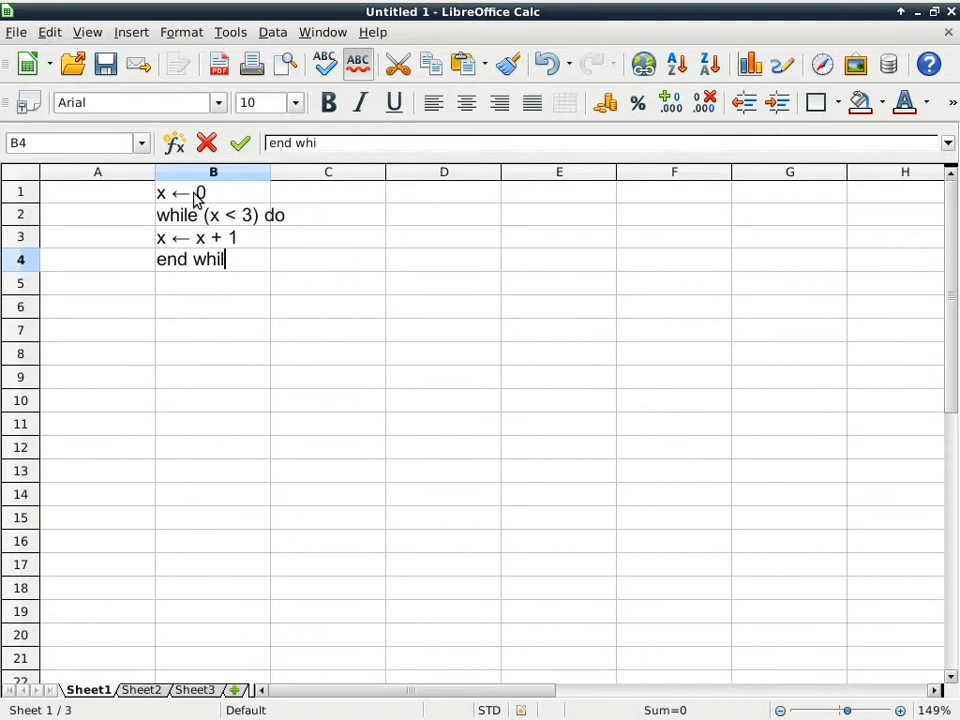 Untitled 1 - LibreOffice Calc
File Edit View Insert Format Tools Data Window Help
Arial 10
B4 end whi
A B C D E F G H
1 x ← 0
2 while (x < 3) do
3 x ← x + 1
4 end whil
5
6
7
8
9
10
11
12
13
14
15
16
17
18
19
20
21
22
Sheet1 Sheet2 Sheet3
Sheet 1 / 3 Default STD Sum=0 149%